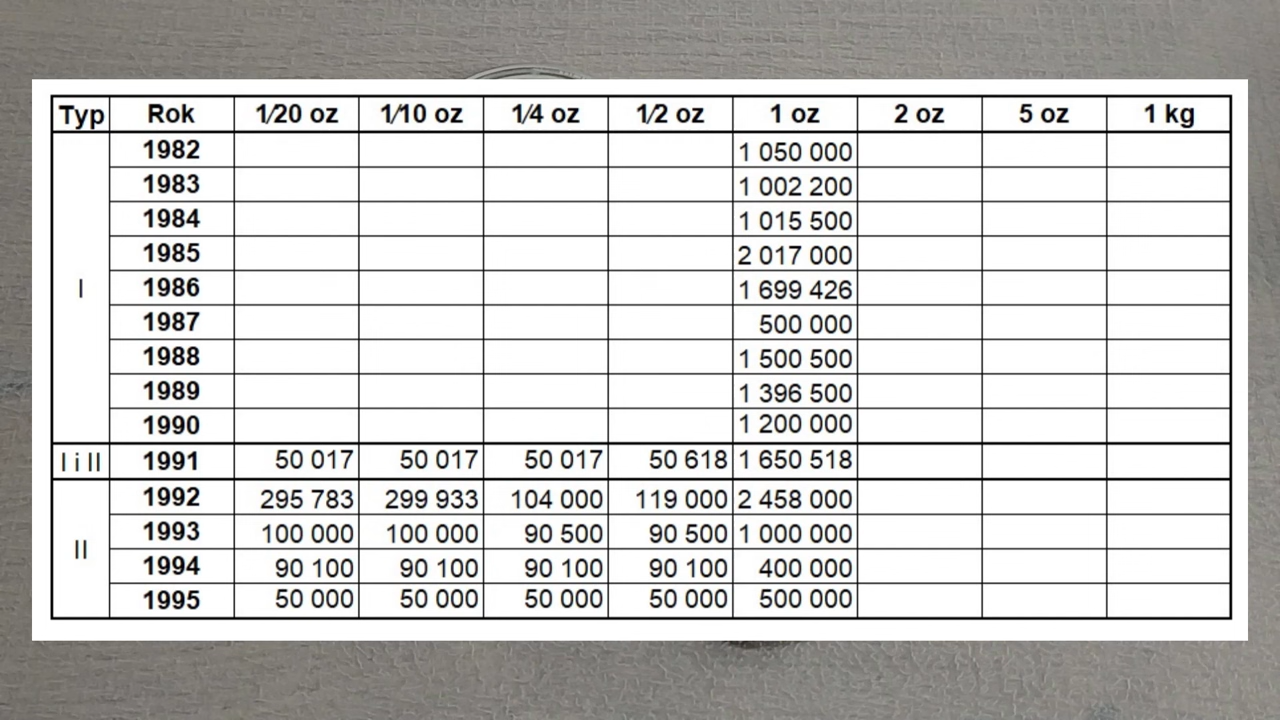 Typ Rok 1⁄20 oz 1⁄10 oz 1⁄4 oz 1⁄2 oz 1 oz 2 oz 5 oz 1 kg
1982 1 050 000
1983 1 002 200
1984 1 015 500
1985 2 017 000
I 1986 1 699 426
1987 500 000
1988 1 500 500
1989 1 396 500
1990 1 200 000
I i II 1991 50 017 50 017 50 017 50 618 1 650 518
1992 295 783 299 933 104 000 119 000 2 458 000
1993 100 000 100 000 90 500 90 500 1 000 000
II
1994 90 100 90 100 90 100 90 100 400 000
1995 50 000 50 000 50 000 50 000 500 000